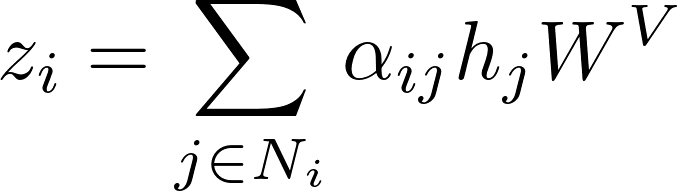 $z_i = \sum_{j \in N_i} \alpha_{ij} h_j W^V$